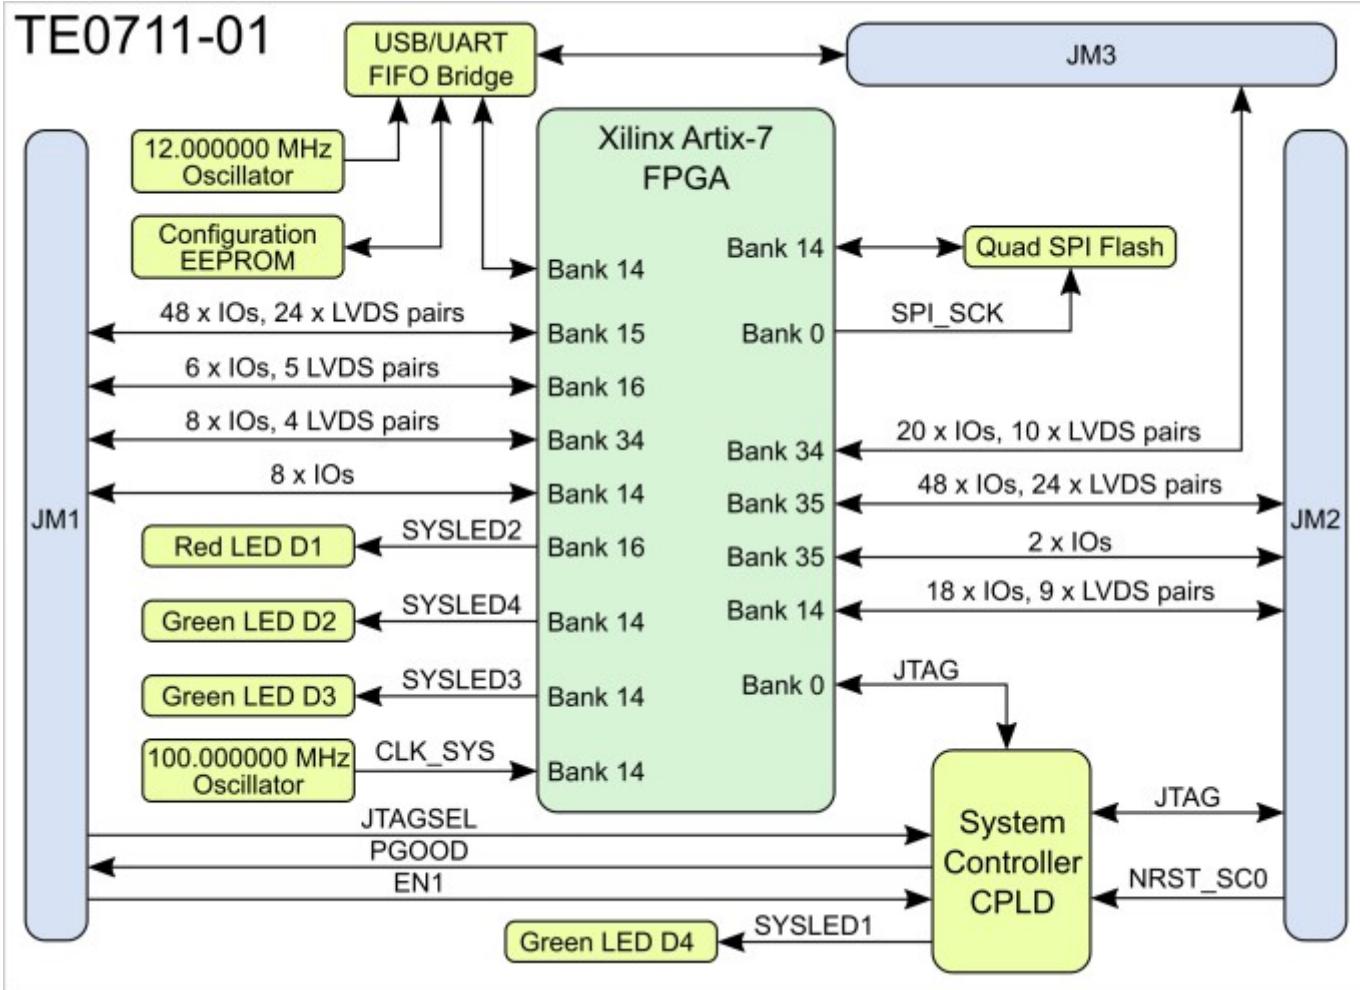 TE0711-01
USB/UART
FIFO Bridge
JM3
12.000000 MHz
Oscillator
Configuration
EEPROM
Xilinx Artix-7
FPGA
Bank 14
Quad SPI Flash
Bank 14
SPI_SCK
Bank 0
48 x IOs, 24 x LVDS pairs
Bank 15
6 x IOs, 5 LVDS pairs
Bank 16
8 x IOs, 4 LVDS pairs
Bank 34
8 x IOs
Bank 14
20 x IOs, 10 x LVDS pairs
Bank 34
48 x IOs, 24 x LVDS pairs
Bank 35
2 x IOs
Bank 35
18 x IOs, 9 x LVDS pairs
Bank 14
JM1
JM2
Red LED D1
SYSLED2
Bank 16
Green LED D2
SYSLED4
Bank 14
Green LED D3
SYSLED3
Bank 14
100.000000 MHz
Oscillator
CLK_SYS
Bank 14
Bank 0
JTAG
JTAGSEL
PGOOD
EN1
System
Controller
CPLD
JTAG
NRST_SC0
Green LED D4
SYSLED1